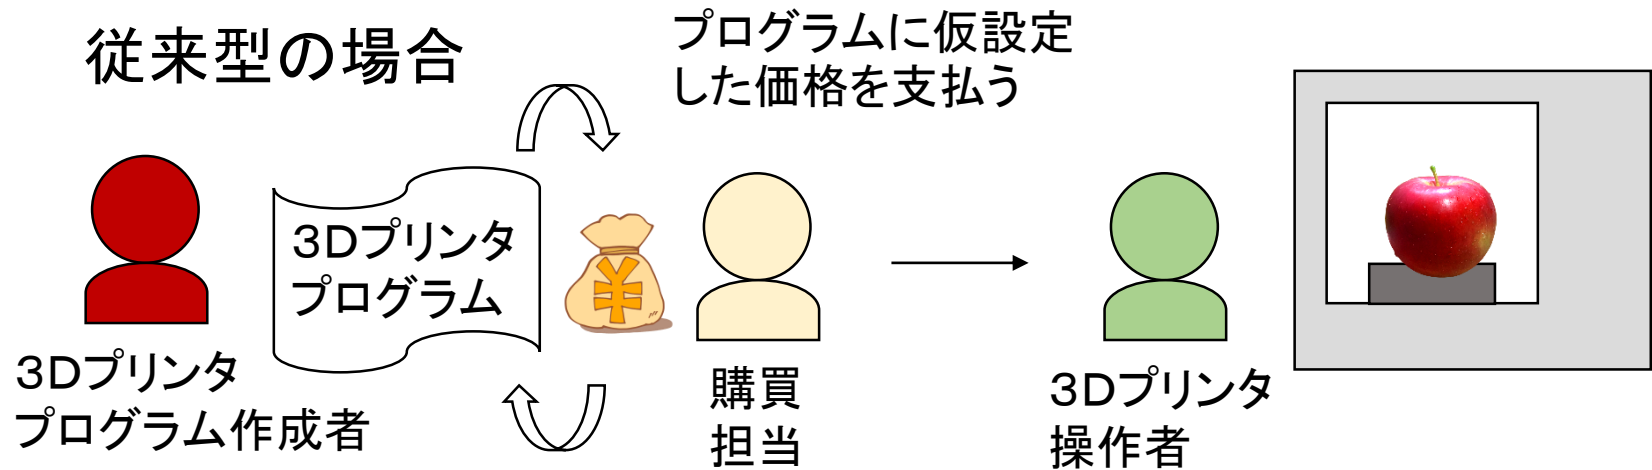 従来型の場合
プログラムに仮設定
した価格を支払う
３Dプリンタ
プログラム
¥
３Dプリンタ
プログラム作成者
購買
担当
３Dプリンタ
操作者